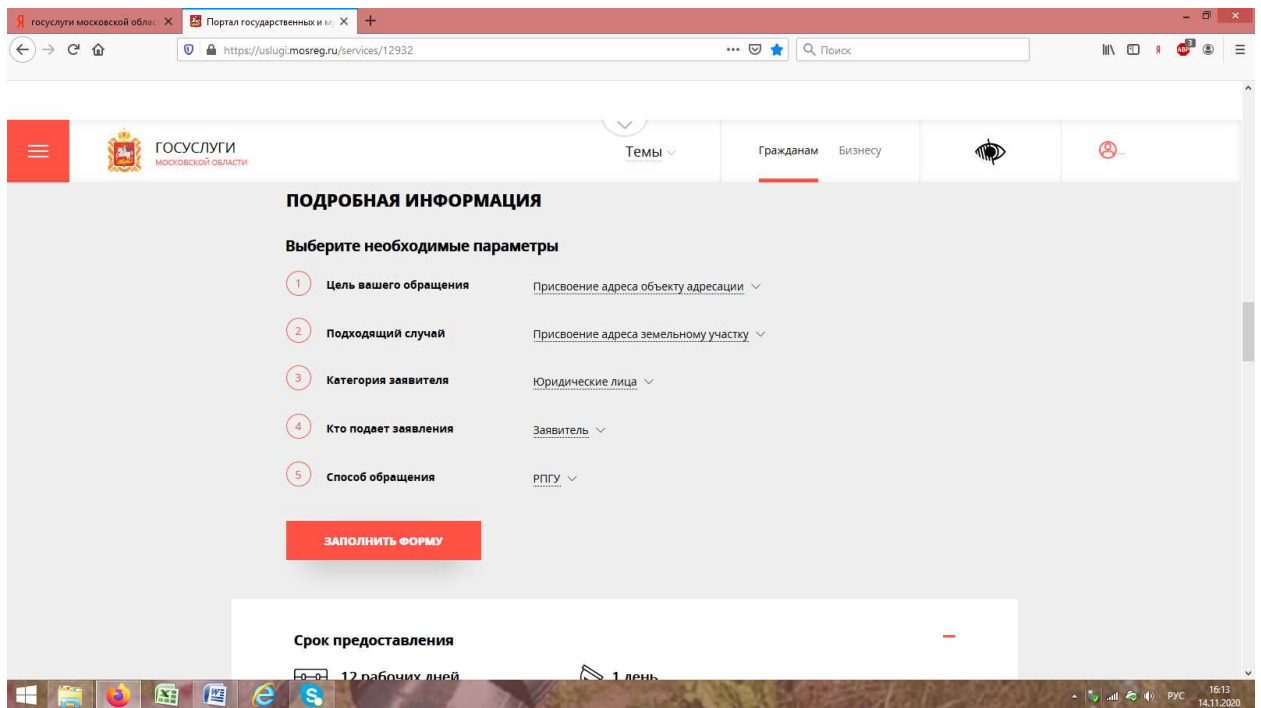 госуслуги московской облас
Портал государственных и м
https://uslugi.mosreg.ru/services/12932
Поиск
ГОСУСЛУГИ
МОСКОВСКОЙ ОБЛАСТИ
Темы
Гражданам
Бизнесу
ПОДРОБНАЯ ИНФОРМАЦИЯ
Выберите необходимые параметры
1 Цель вашего обращения Присвоение адреса объекту адресации
2 Подходящий случай Присвоение адреса земельному участку
3 Категория заявителя Юридические лица
4 Кто подает заявления Заявитель
5 Способ обращения РПГУ
ЗАПОЛНИТЬ ФОРМУ
Срок предоставления
12 рабочих дней 1 день
РУС
16:13
14.11.2020